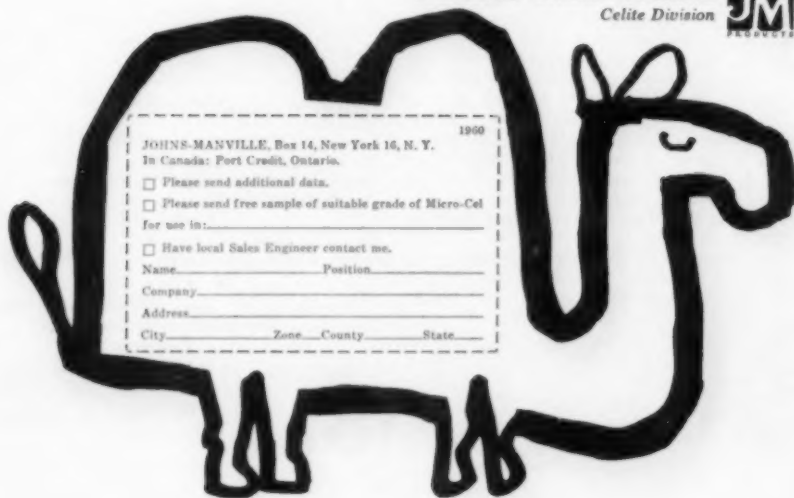 Celite Division
JM
PRODUCTS
1960
JOHNS-MANVILLE, Box 14, New York 16, N. Y.
In Canada: Port Credit, Ontario.
Please send additional data.
Please send free sample of suitable grade of Micro-Cel
for use in:
Have local Sales Engineer contact me.
Name Position
Company
Address
City Zone County State